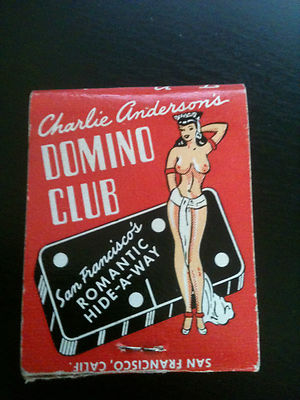 Charlie Anderson's
DOMINO
CLUB
San Francisco's
ROMANTIC
HIDE-A-WAY
SAN FRANCISCO, CALIF.